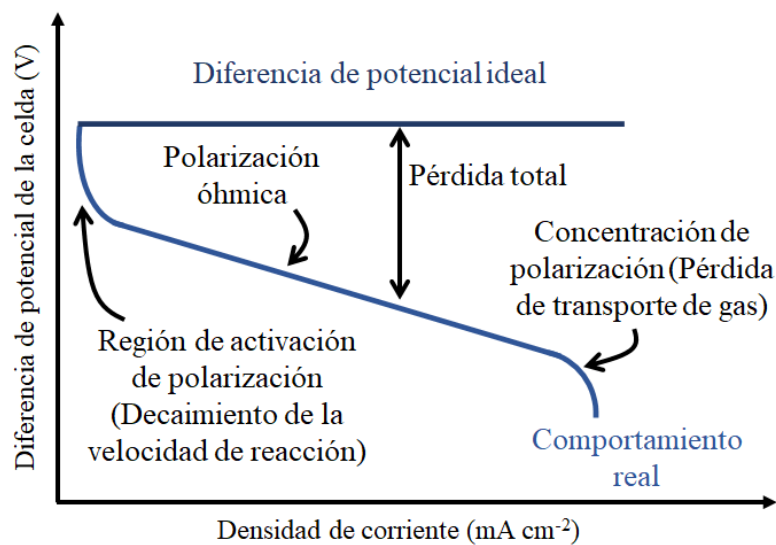 Diferencia de potencial de la celda (V)
Diferencia de potencial ideal
Polarización
óhmica
Pérdida total
Concentración de
polarización (Pérdida
de transporte de gas)
Región de activación
de polarización
(Decaimiento de la
velocidad de reacción)
Comportamiento
real
Densidad de corriente (mA cm⁻²)